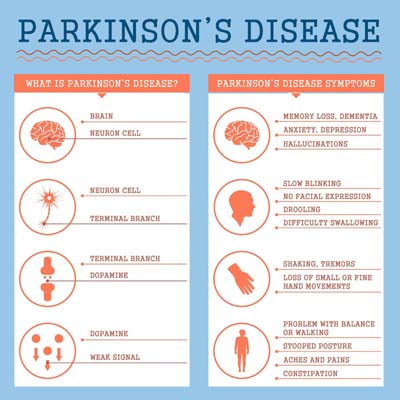 PARKINSON'S DISEASE
WHAT IS PARKINSON'S DISEASE?
BRAIN
NEURON CELL
NEURON CELL
TERMINAL BRANCH
TERMINAL BRANCH
DOPAMINE
DOPAMINE
WEAK SIGNAL
PARKINSON'S DISEASE SYMPTOMS
MEMORY LOSS, DEMENTIA
ANXIETY, DEPRESSION
HALLUCINATIONS
SLOW BLINKING
NO FACIAL EXPRESSION
DROOLING
DIFFICULTY SWALLOWING
SHAKING, TREMORS
LOSS OF SMALL OR FINE
HAND MOVEMENTS
PROBLEM WITH BALANCE
OR WALKING
STOOPED POSTURE
ACHES AND PAINS
CONSTIPATION